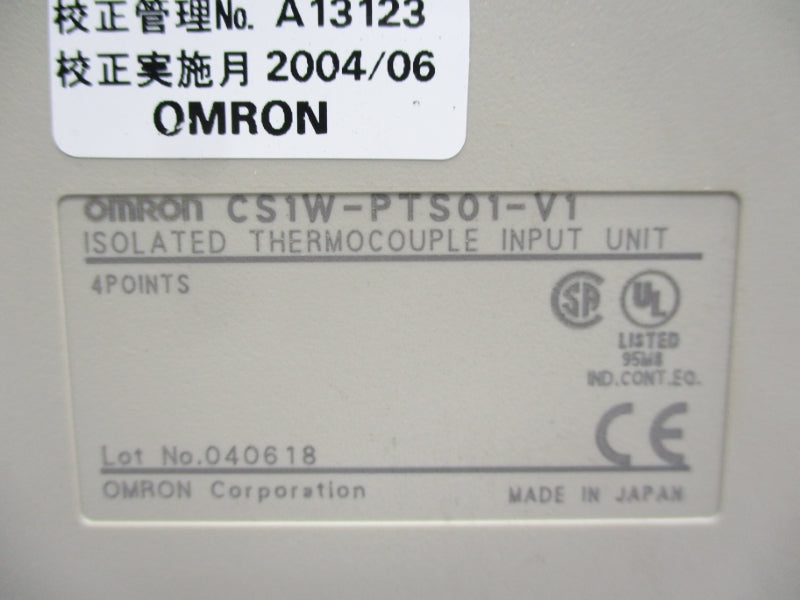 校正管理No. A13123
校正実施月 2004/06
OMRON
OMRON CS1W-PTS01-V1
ISOLATED THERMOCOUPLE INPUT UNIT
4POINTS
SA UL
LISTED
95M8
IND.CONT.EQ.
CE
Lot No.040618
OMRON Corporation
MADE IN JAPAN